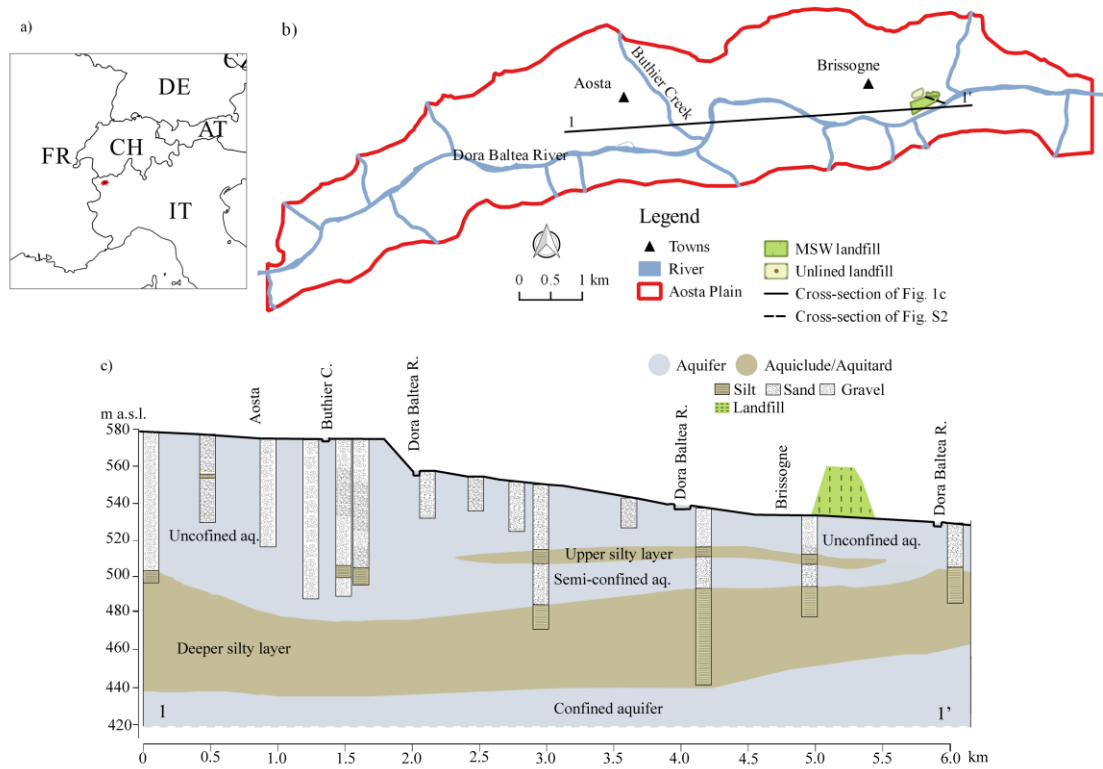 a)
DE
CZ
AT
CH
FR
IT
b)
Buthier Creek
Brissogne
Aosta
1'
1
Dora Baltea River
Legend
Towns
River
Aosta Plain
MSW landfill
Unlined landfill
Cross-section of Fig. 1c
Cross-section of Fig. S2
0 0.5 1 km
c)
Aquifer
Aquiclude/Aquitard
Silt
Sand
Gravel
Landfill
m a.s.l.
Aosta
Buthier C.
Dora Baltea R.
Dora Baltea R.
Brissogne
Dora Baltea R.
580
560
540
520
500
480
460
440
420
Uncofined aq.
Upper silty layer
Unconfined aq.
Semi-confined aq.
Deeper silty layer
Confined aquifer
1
1'
0 0.5 1.0 1.5 2.0 2.5 3.0 3.5 4.0 4.5 5.0 5.5 6.0 km